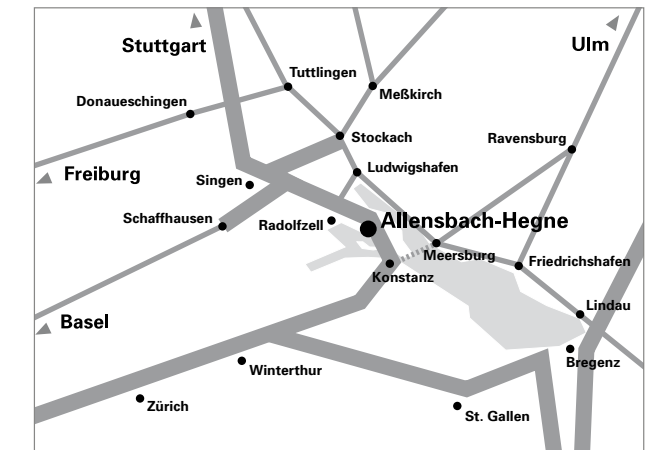 Stuttgart
Ulm
Tuttlingen
Meßkirch
Donaueschingen
Stockach
Ravensburg
Ludwigshafen
Freiburg
Singen
Schaffhausen
Radolfzell
Allensbach-Hegne
Meersburg
Friedrichshafen
Konstanz
Lindau
Basel
Bregenz
Winterthur
Zürich
St. Gallen